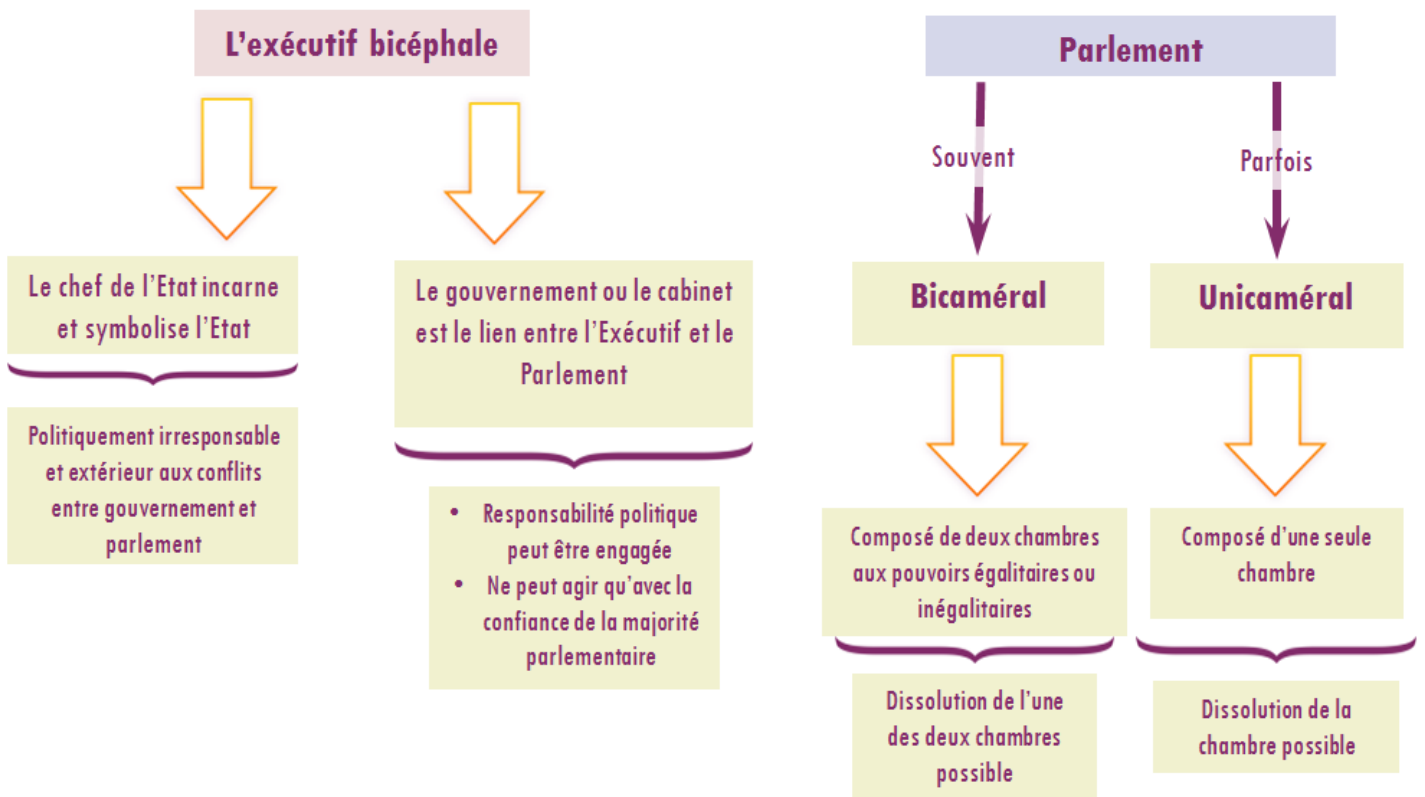 L'exécutif bicéphale
Le chef de l'Etat incarne
et symbolise l'Etat
Politiquement irresponsable
et extérieur aux conflits
entre gouvernement et
parlement
Le gouvernement ou le cabinet
est le lien entre l'Exécutif et le
Parlement
• Responsabilité politique
peut être engagée
• Ne peut agir qu'avec la
confiance de la majorité
parlementaire
Parlement
Souvent
Bicaméral
Composé de deux chambres
aux pouvoirs égalitaires ou
inégalitaires
Dissolution de l'une
des deux chambres
possible
Parfois
Unicaméral
Composé d'une seule
chambre
Dissolution de la
chambre possible